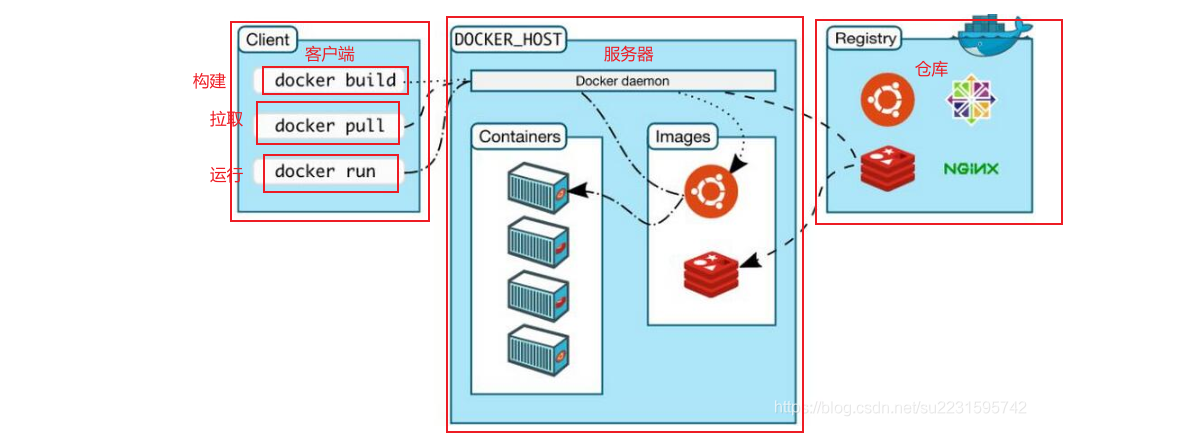 Client
客户端
构建
docker build
拉取
docker pull
运行
docker run
DOCKER_HOST
服务器
Docker daemon
Containers
Images
Registry
仓库
NGINX
https://blog.csdn.net/su2231595742